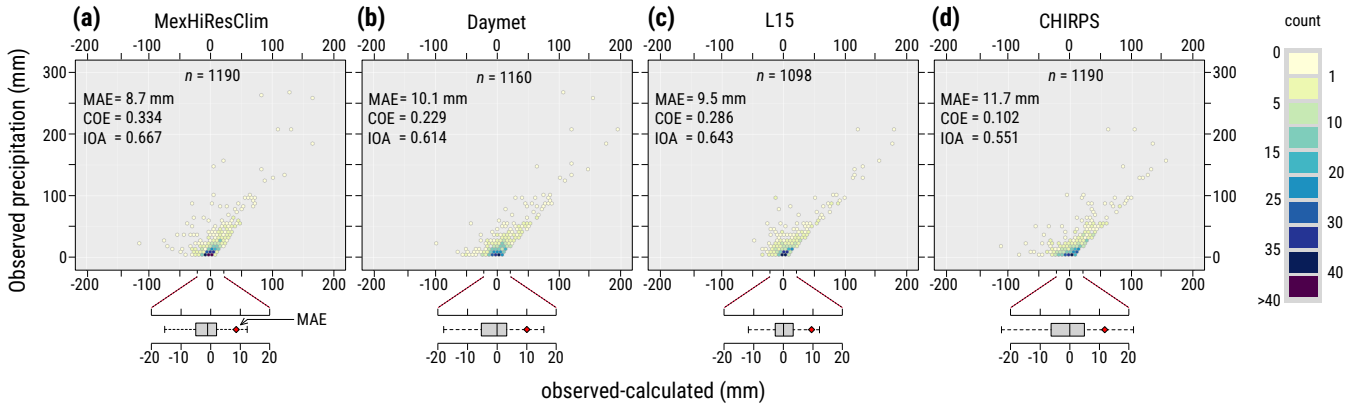 (a) MexHiResClim
(b) Daymet
(c) L15
(d) CHIRPS
count
-200 -100 0 100 200
-200 -100 0 100 200
-200 -100 0 100 200
-200 -100 0 100 200
Observed precipitation (mm)
300
200
100
0
n = 1190
MAE = 8.7 mm
COE = 0.334
IOA = 0.667
n = 1160
MAE = 10.1 mm
COE = 0.229
IOA = 0.614
n = 1098
MAE = 9.5 mm
COE = 0.286
IOA = 0.643
n = 1190
MAE = 11.7 mm
COE = 0.102
IOA = 0.551
300
200
100
0
0
1
5
10
15
20
25
30
35
40
>40
-200 -100 0 100 200
-200 -100 0 100 200
-200 -100 0 100 200
-200 -100 0 100 200
MAE
-20 -10 0 10 20
-20 -10 0 10 20
-20 -10 0 10 20
-20 -10 0 10 20
observed-calculated (mm)